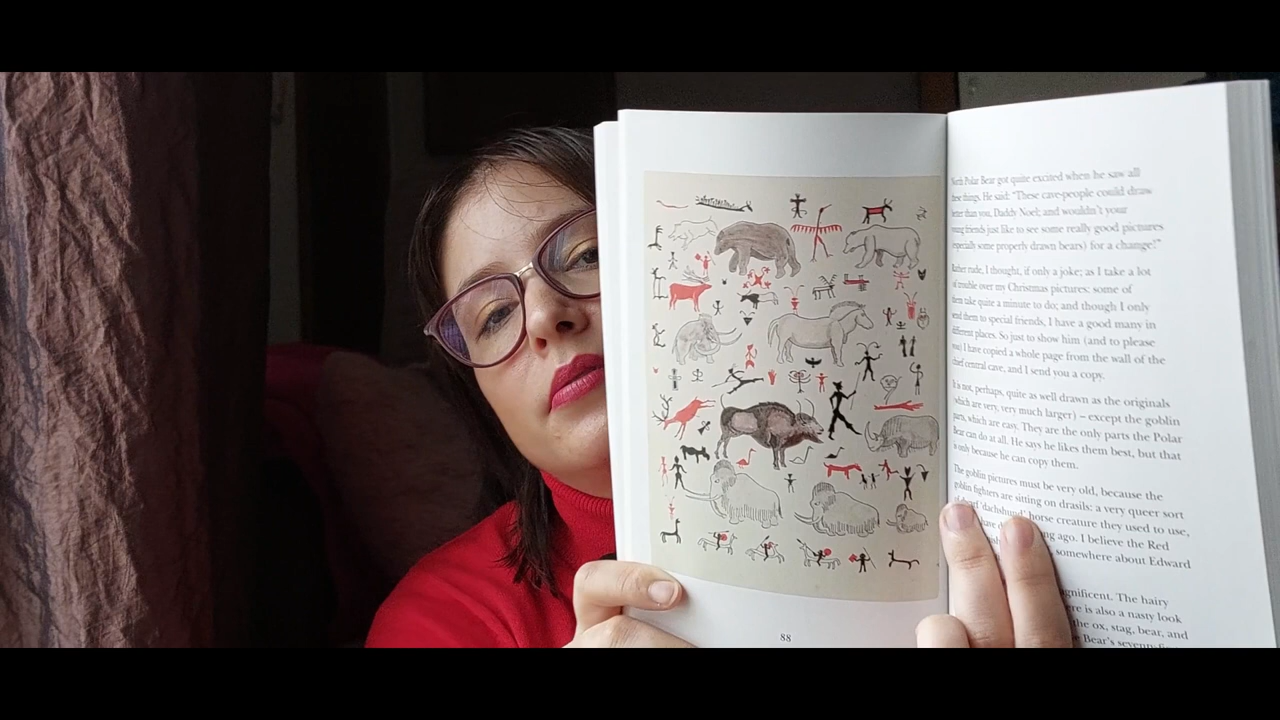 88
North Polar Bear got quite excited when he saw all
these things. He said: “These cave-people could draw
better than you, Daddy Noel; and wouldn’t your
young friends just like to see some really good pictures
(especially some properly drawn bears) for a change!”
Rather rude, I thought, if only a joke; as I take a lot
of trouble over my Christmas pictures: some of
them take quite a minute to do; and though I only
send them to special friends, I have a good many in
different places. So just to show him (and to please
you) I have copied a whole page from the wall of the
chief central cave, and I send you a copy.
It is not, perhaps, quite as well drawn as the originals
(which are very, very much larger) – except the goblin
parts, which are easy. They are the only parts the Polar
Bear can do at all. He says he likes them best, but that
is only because he can copy them.
The goblin pictures must be very old, because the
goblin fighters are sitting on drasils: a very queer sort
of dwarf ‘dachshund’ horse creature they used to use,
have ago. I believe the Red
somewhere about Edward
magnificent. The hairy
there is also a nasty look
the ox, stag, bear, and
Bear’s